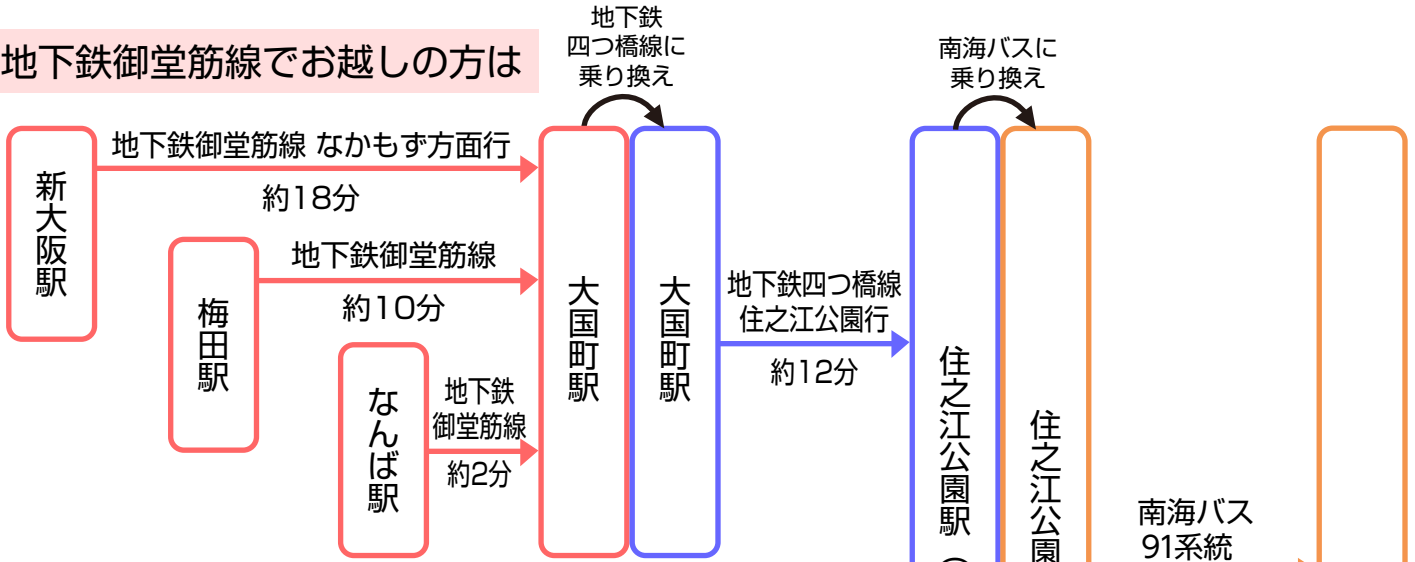 地下鉄御堂筋線でお越しの方は
地下鉄
四つ橋線に
乗り換え
南海バスに
乗り換え
新大阪駅
地下鉄御堂筋線 なかもず方面行
約18分
梅田駅
地下鉄御堂筋線
約10分
なんば駅
地下鉄
御堂筋線
約2分
大国町駅
大国町駅
地下鉄四つ橋線
住之江公園行
約12分
住之江公園駅
住之江公園
南海バス
91系統